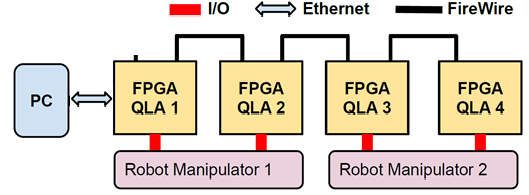 I/O Ethernet FireWire
PC
FPGA
QLA 1
FPGA
QLA 2
FPGA
QLA 3
FPGA
QLA 4
Robot Manipulator 1
Robot Manipulator 2